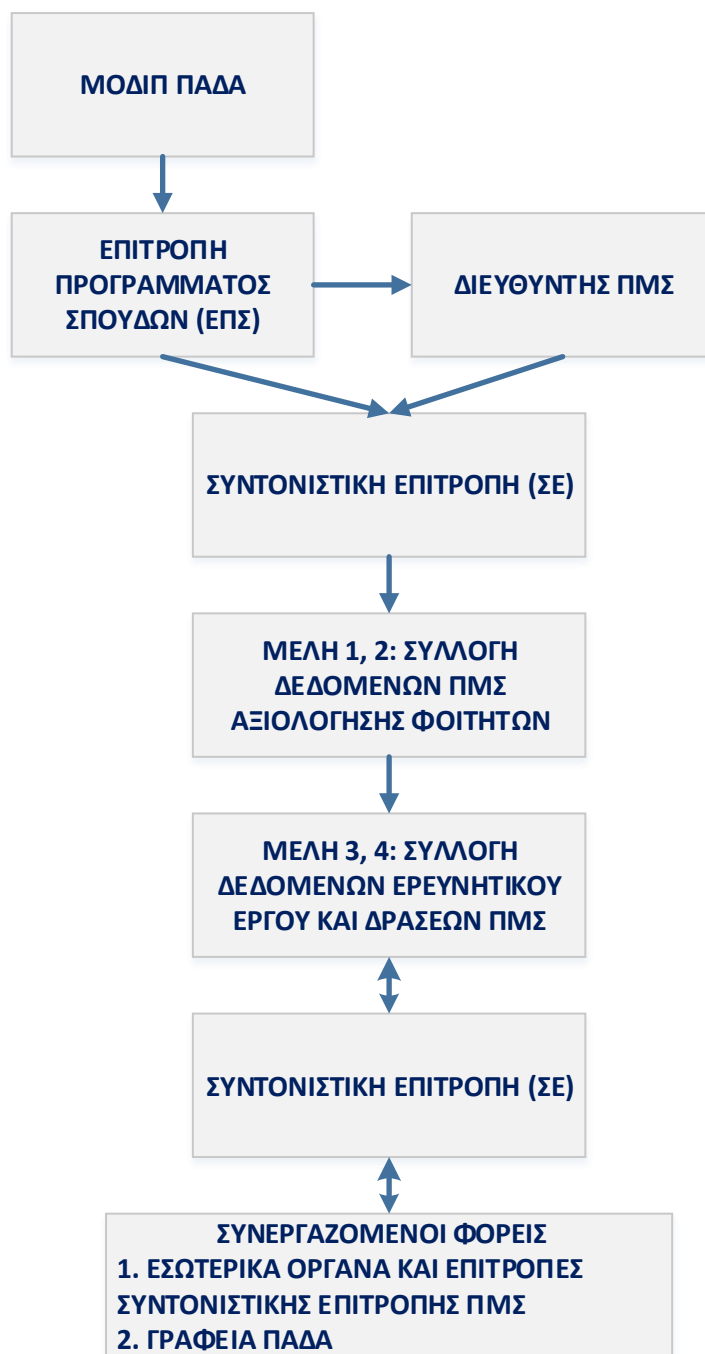 ΜΟΔΙΠ ΠΑΔΑ
ΕΠΙΤΡΟΠΗ
ΠΡΟΓΡΑΜΜΑΤΟΣ
ΣΠΟΥΔΩΝ (ΕΠΣ)
ΔΙΕΥΘΥΝΤΗΣ ΠΜΣ
ΣΥΝΤΟΝΙΣΤΙΚΗ ΕΠΙΤΡΟΠΗ (ΣΕ)
ΜΕΛΗ 1, 2: ΣΥΛΛΟΓΗ
ΔΕΔΟΜΕΝΩΝ ΠΜΣ
ΑΞΙΟΛΟΓΗΣΗΣ ΦΟΙΤΗΤΩΝ
ΜΕΛΗ 3, 4: ΣΥΛΛΟΓΗ
ΔΕΔΟΜΕΝΩΝ ΕΡΕΥΝΗΤΙΚΟΥ
ΕΡΓΟΥ ΚΑΙ ΔΡΑΣΕΩΝ ΠΜΣ
ΣΥΝΤΟΝΙΣΤΙΚΗ ΕΠΙΤΡΟΠΗ (ΣΕ)
ΣΥΝΕΡΓΑΖΟΜΕΝΟΙ ΦΟΡΕΙΣ
1. ΕΣΩΤΕΡΙΚΑ ΟΡΓΑΝΑ ΚΑΙ ΕΠΙΤΡΟΠΕΣ
ΣΥΝΤΟΝΙΣΤΙΚΗΣ ΕΠΙΤΡΟΠΗΣ ΠΜΣ
2. ΓΡΑΦΕΙΑ ΠΑΔΑ